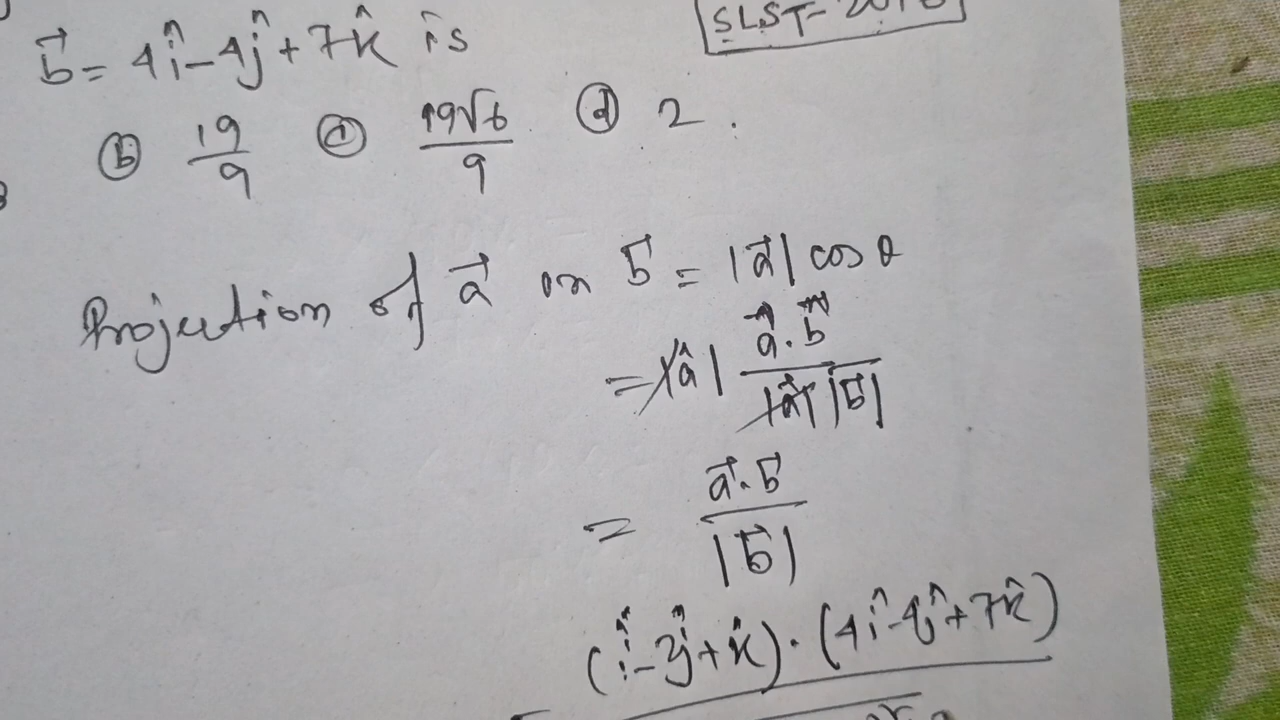 SLST-
b⃗ = 4î-4ĵ+7k̂ is
ⓑ 19/9 ⓒ 19√6/9 ⓓ 2.
Projection of a⃗ on b⃗ = |a⃗| cos θ
= |â| a⃗.b⃗/|a⃗||b⃗|
= a⃗.b⃗/|b⃗|
(î-2ĵ+k̂).(4î-4ĵ+7k̂)